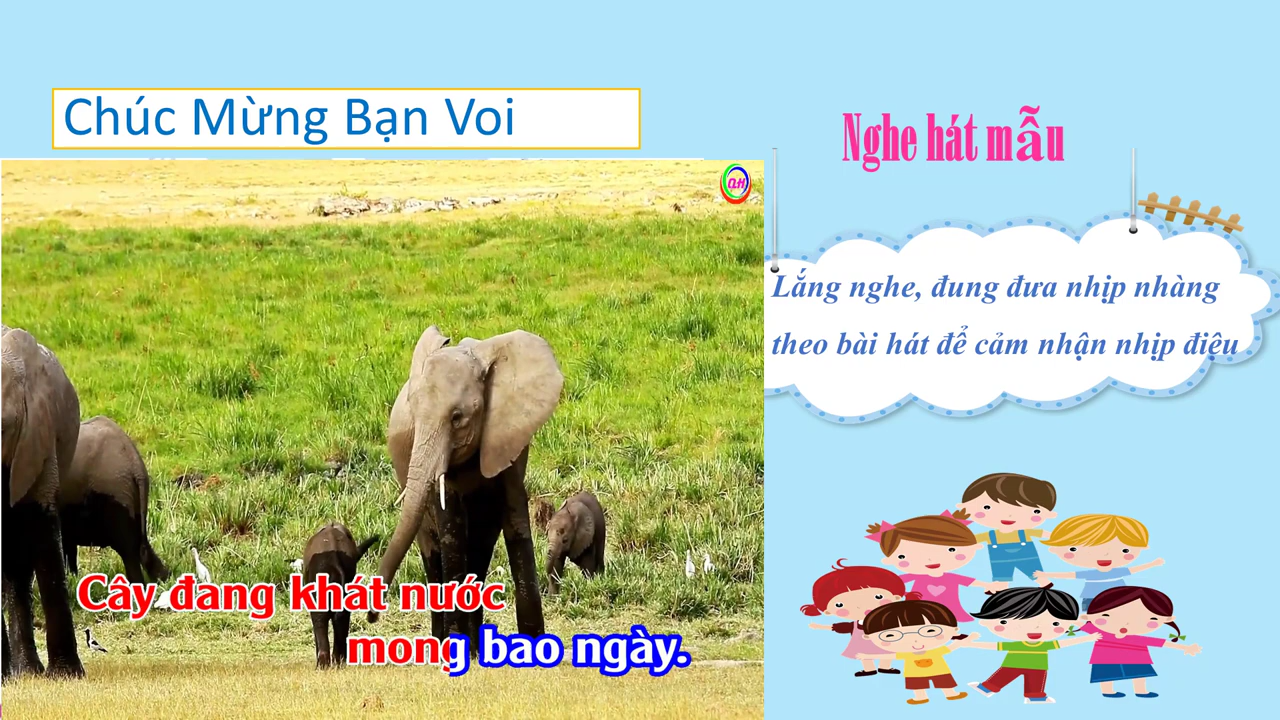 Chúc Mừng Bạn Voi
Nghe hát mẫu
QH
Lắng nghe, đung đưa nhịp nhàng
theo bài hát để cảm nhận nhịp điệu
Cây đang khát nước
mong bao ngày.